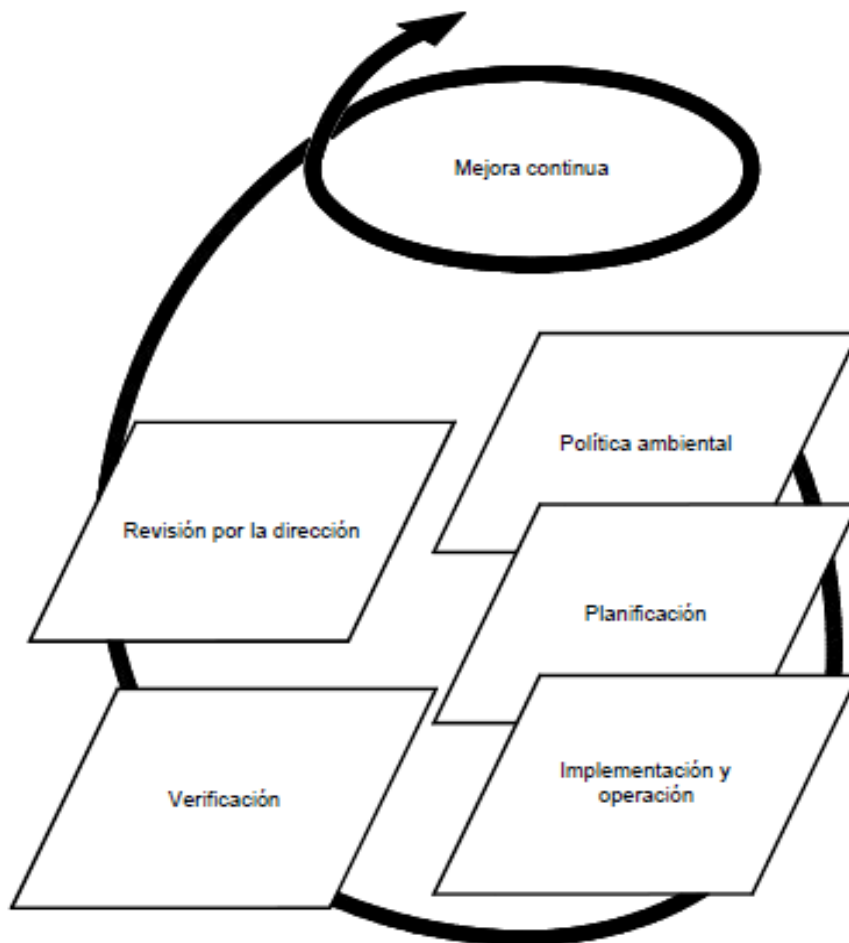 Mejora continua
Política ambiental
Revisión por la dirección
Planificación
Implementación y
operación
Verificación